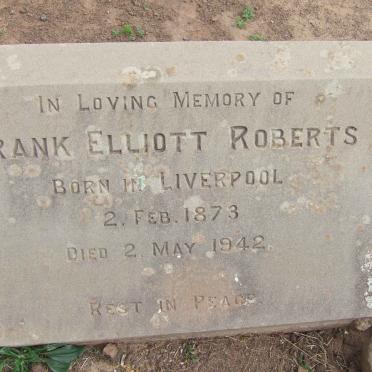 In Loving Memory of
RANK ELLIOTT ROBERTS
BORN IN LIVERPOOL
2. FEB. 1873
DIED 2. MAY 1942.
REST IN PEACE